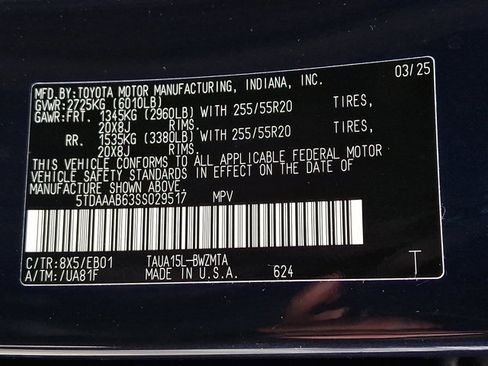 MFD. BY: TOYOTA MOTOR MANUFACTURING, INDIANA, INC. 03/25
GVWR: 2725KG (6010LB)
GAWR: FRT. 1345KG (2960LB) WITH 255/55R20 TIRES,
20X8J RIMS.
RR. 1535KG (3380LB) WITH 255/55R20 TIRES,
20X8J RIMS.
THIS VEHICLE CONFORMS TO ALL APPLICABLE FEDERAL MOTOR
VEHICLE SAFETY STANDARDS IN EFFECT ON THE DATE OF
MANUFACTURE SHOWN ABOVE.
5TDAAAB63SS029517 MPV
C/TR: 8X5/EB01 TAUA15L-BWZMTA
A/TM: /UA81F MADE IN U.S.A. 624 T